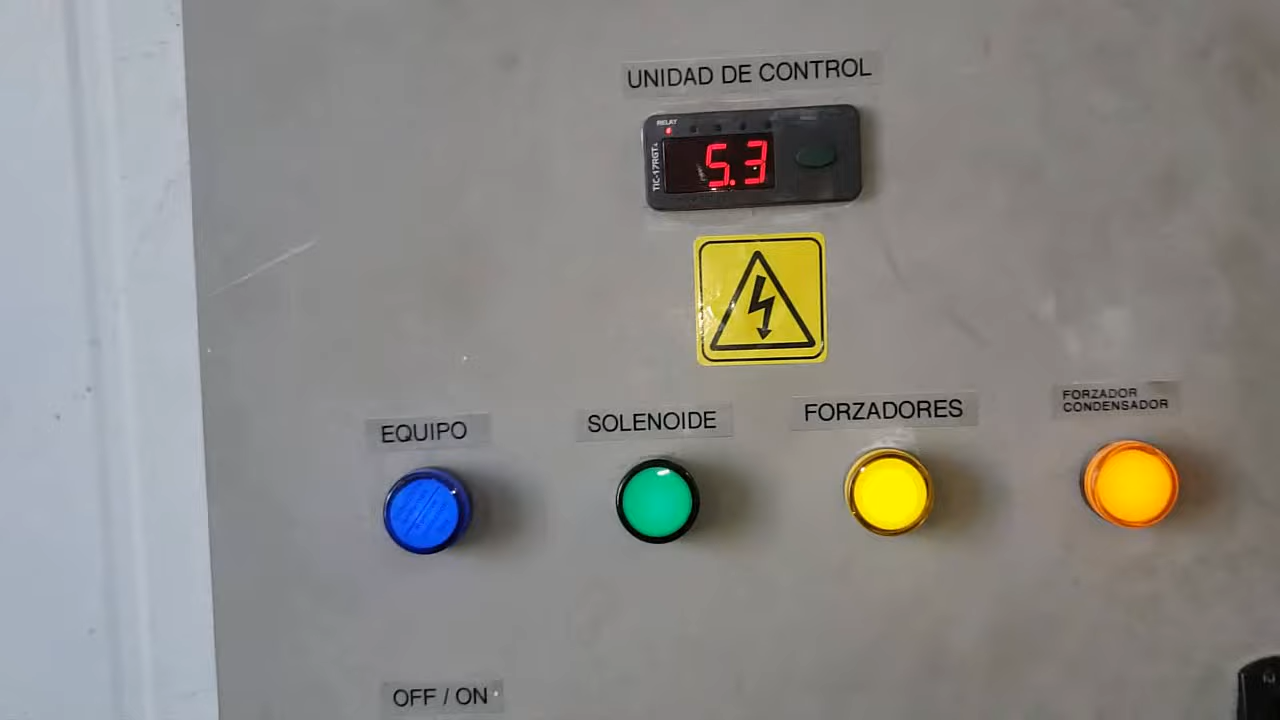 UNIDAD DE CONTROL
RELAY
TIC-17RGTi
5.3
EQUIPO
SOLENOIDE
FORZADORES
FORZADOR
CONDENSADOR
OFF / ON